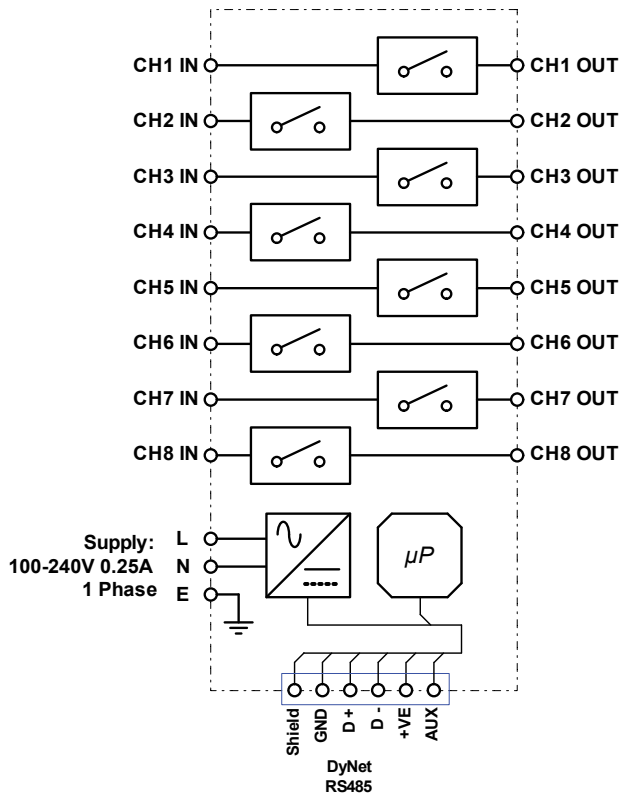 CH1 IN CH1 OUT
CH2 IN CH2 OUT
CH3 IN CH3 OUT
CH4 IN CH4 OUT
CH5 IN CH5 OUT
CH6 IN CH6 OUT
CH7 IN CH7 OUT
CH8 IN CH8 OUT
Supply: L
100-240V 0.25A N
1 Phase E
µP
Shield
GND
D +
D -
+VE
AUX
DyNet
RS485